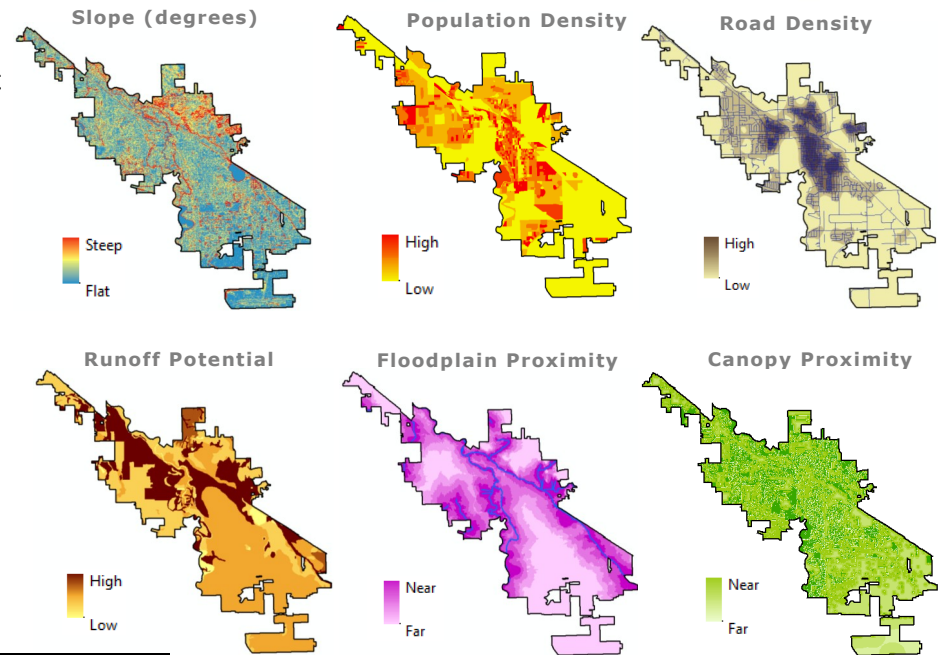 Slope (degrees)
Steep
Flat
Population Density
High
Low
Road Density
High
Low
Runoff Potential
High
Low
Floodplain Proximity
Near
Far
Canopy Proximity
Near
Far